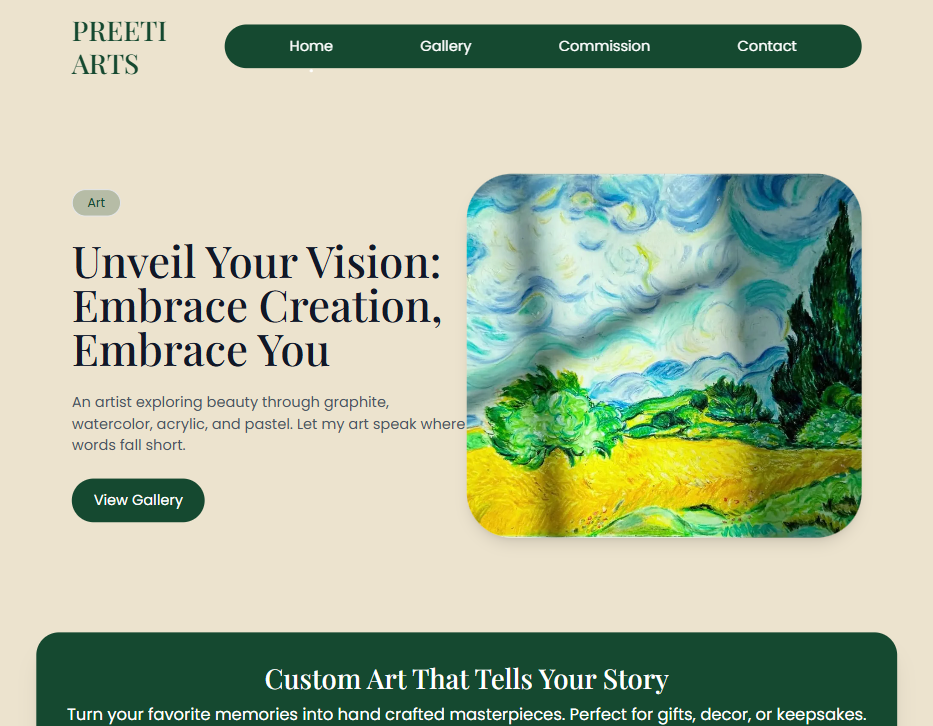 PREETI
ARTS
Home
Gallery
Commission
Contact
Art
Unveil Your Vision:
Embrace Creation,
Embrace You
An artist exploring beauty through graphite,
watercolor, acrylic, and pastel. Let my art speak where
words fall short.
View Gallery
Custom Art That Tells Your Story
Turn your favorite memories into hand crafted masterpieces. Perfect for gifts, decor, or keepsakes.